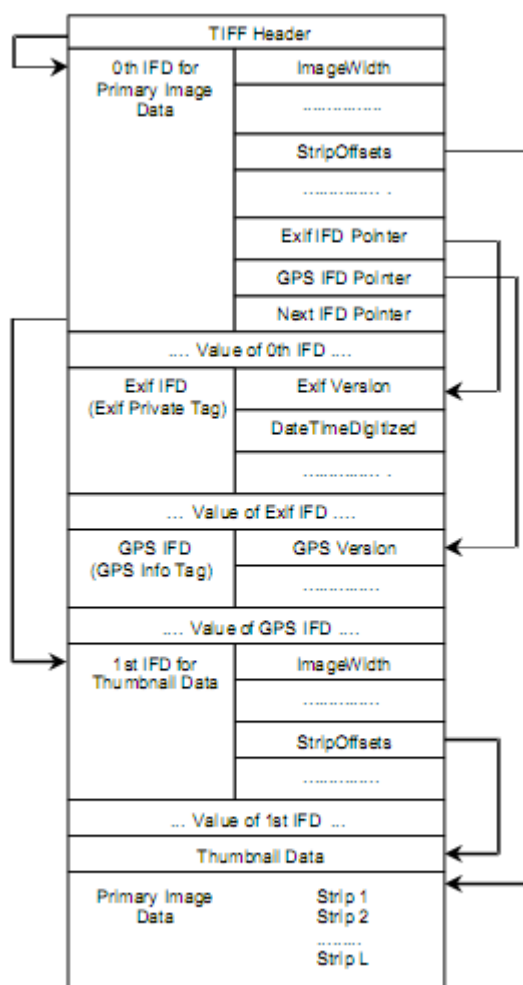 TIFF Header
0th IFD for
Primary Image
Data
ImageWidth
...............
StripOffsets
.............. .
Exif IFD Pointer
GPS IFD Pointer
Next IFD Pointer
.... Value of 0th IFD ....
Exif IFD
(Exif Private Tag)
Exif Version
DateTimeDigitized
.............. .
... Value of Exif IFD ....
GPS IFD
(GPS Info Tag)
GPS Version
..............
.... Value of GPS IFD ....
1st IFD for
Thumbnail Data
ImageWidth
..............
StripOffsets
..............
... Value of 1st IFD ...
Thumbnail Data
Primary Image
Data
Strip 1
Strip 2
.........
Strip L